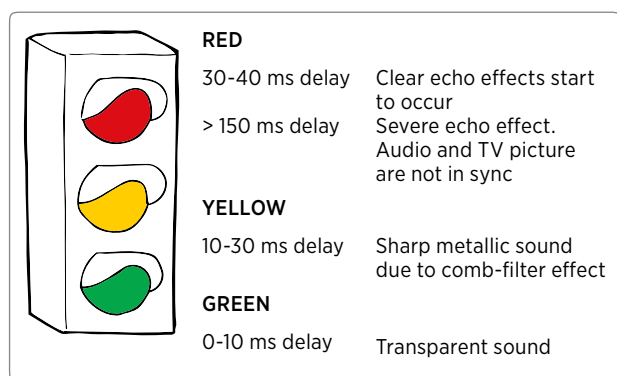 RED
30-40 ms delay Clear echo effects start
to occur
> 150 ms delay Severe echo effect.
Audio and TV picture
are not in sync
YELLOW
10-30 ms delay Sharp metallic sound
due to comb-filter effect
GREEN
0-10 ms delay Transparent sound